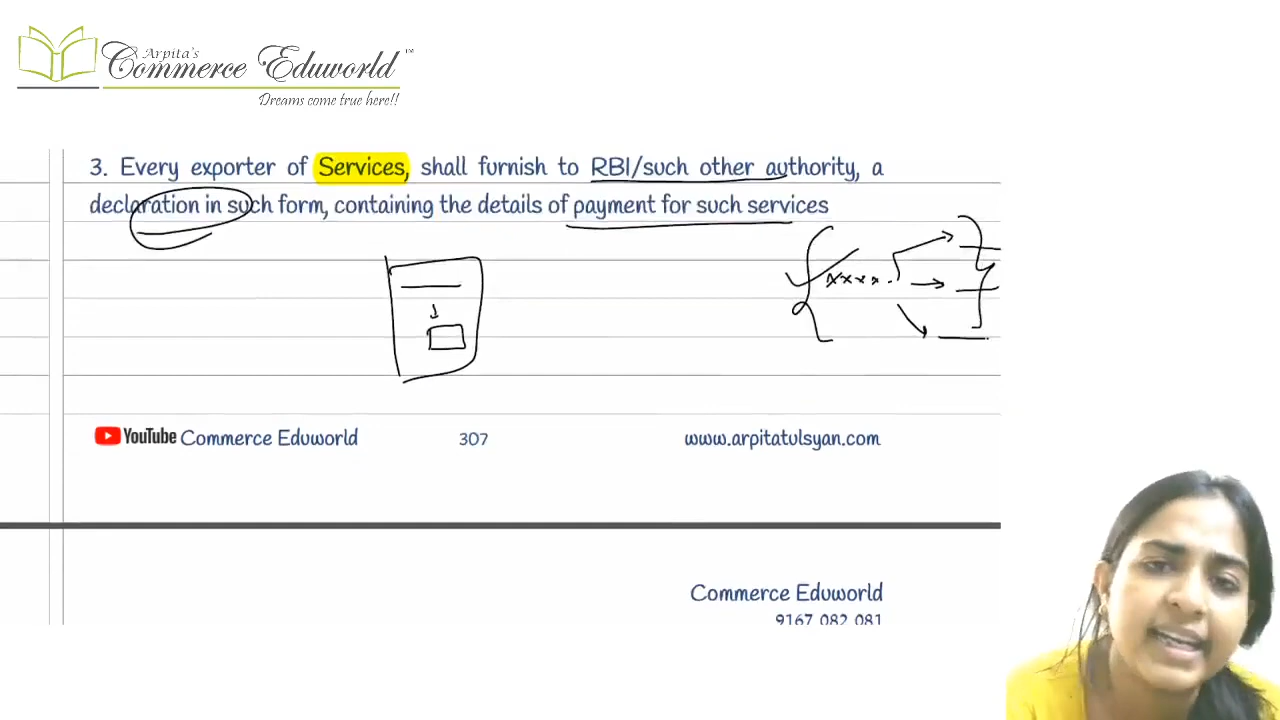 Arpita's
Commerce Eduworld™
Dreams come true here!!
3. Every exporter of Services, shall furnish to RBI/such other authority, a
declaration in such form, containing the details of payment for such services
xxxx.
YouTube Commerce Eduworld
307
www.arpitatulsyan.com
Commerce Eduworld
9167 082 081